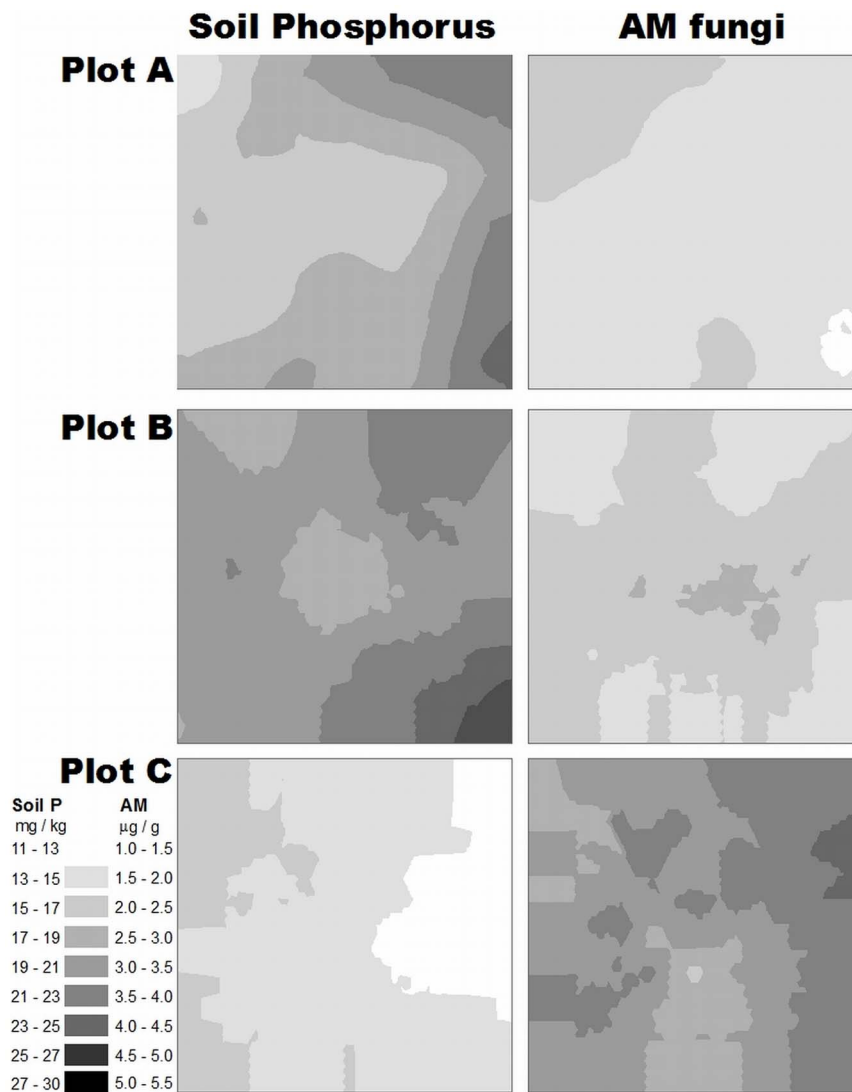 Soil Phosphorus AM fungi
Plot A
Plot B
Plot C
Soil P AM
mg / kg µg / g
11 - 13 1.0 - 1.5
13 - 15 1.5 - 2.0
15 - 17 2.0 - 2.5
17 - 19 2.5 - 3.0
19 - 21 3.0 - 3.5
21 - 23 3.5 - 4.0
23 - 25 4.0 - 4.5
25 - 27 4.5 - 5.0
27 - 30 5.0 - 5.5